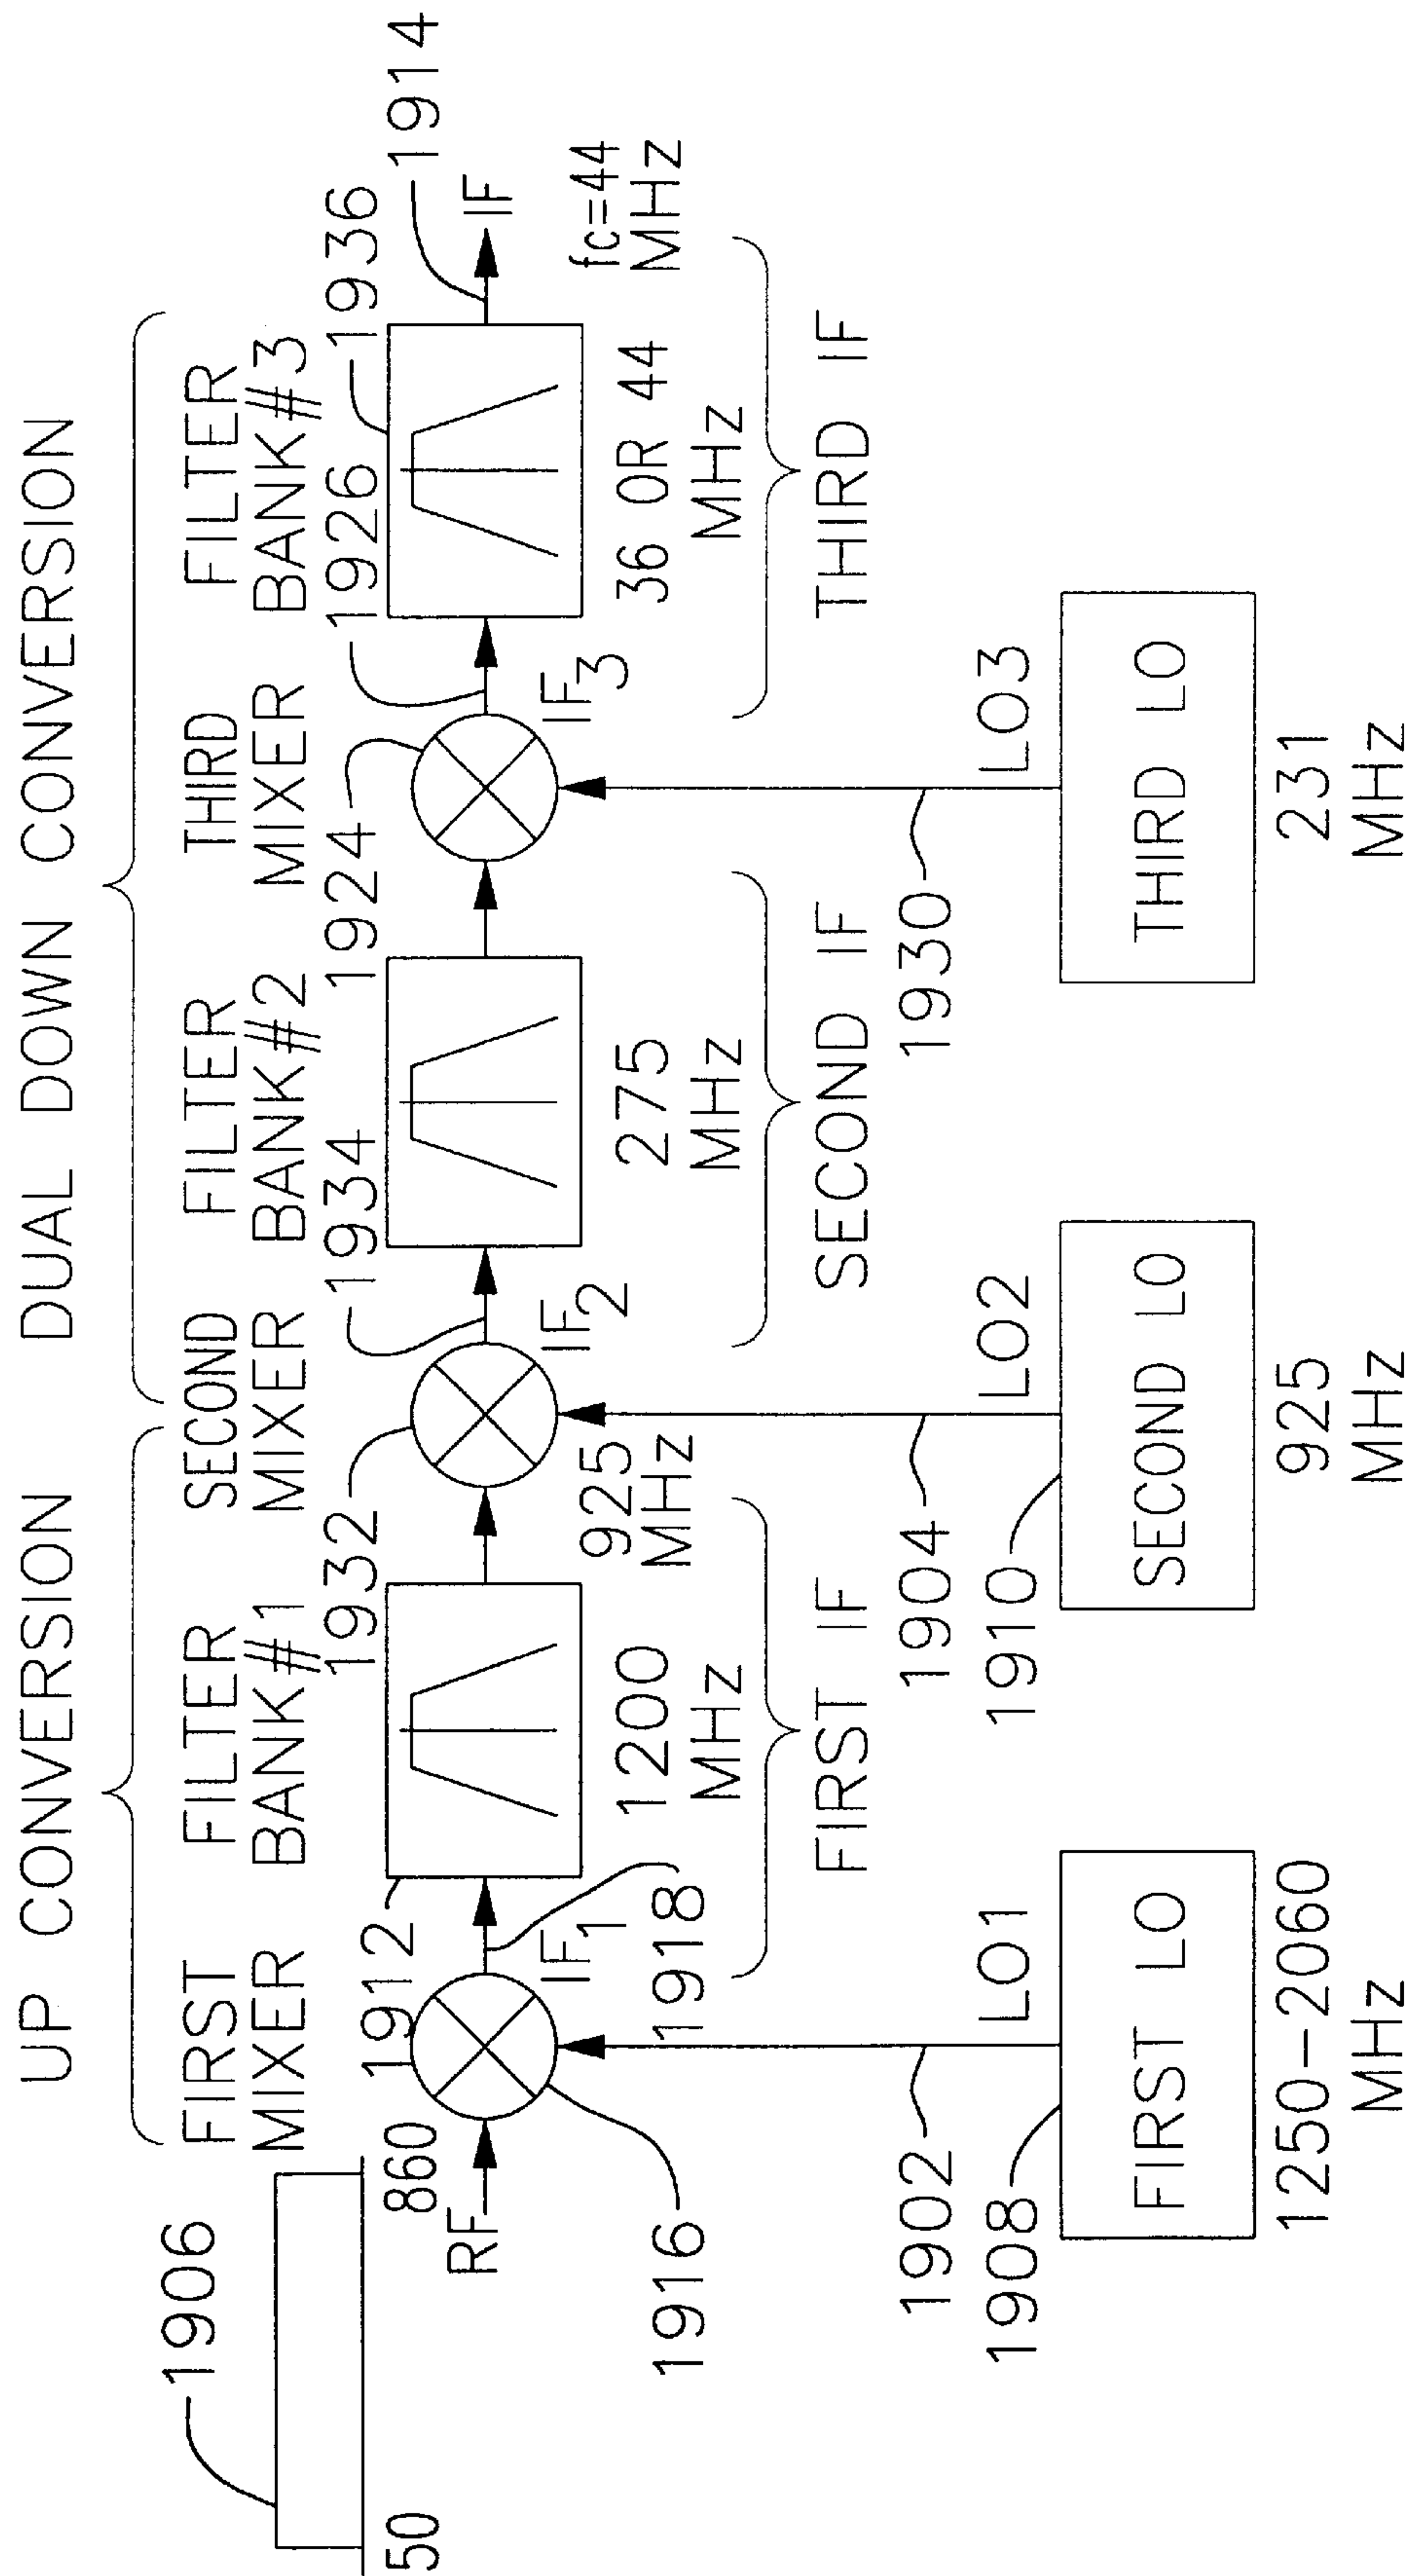 UP CONVERSION
DUAL DOWN CONVERSION
1906
50
860
FIRST
MIXER
FILTER
BANK#1
SECOND
MIXER
FILTER
BANK#2
THIRD
MIXER
FILTER
BANK#3
1912
1932
1934
1924
1926
1936
1914
RF
IF1
IF2
IF3
IF
1916
1918
1200
MHz
925
MHz
275
MHz
36 OR 44
MHz
fc=44
MHz
FIRST IF
SECOND IF
THIRD IF
1902
1904
1930
1908
LO1
1910
LO2
LO3
FIRST LO
SECOND LO
THIRD LO
1250-2060
MHz
925
MHz
231
MHz